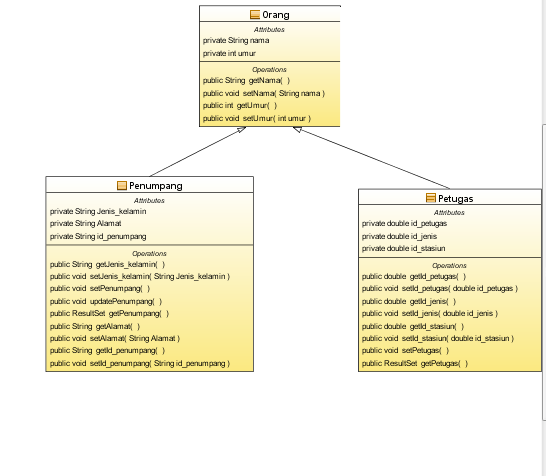 Orang
Attributes
private String nama
private int umur
Operations
public String getNama( )
public void setNama( String nama )
public int getUmur( )
public void setUmur( int umur )
Penumpang
Attributes
private String Jenis_kelamin
private String Alamat
private String id_penumpang
Operations
public String getJenis_kelamin( )
public void setJenis_kelamin( String Jenis_kelamin )
public void setPenumpang( )
public void updatePenumpang( )
public ResultSet getPenumpang( )
public String getAlamat( )
public void setAlamat( String Alamat )
public String getId_penumpang( )
public void setId_penumpang( String id_penumpang )
Petugas
Attributes
private double id_petugas
private double id_jenis
private double id_stasiun
Operations
public double getId_petugas( )
public void setId_petugas( double id_petugas )
public double getId_jenis( )
public void setId_jenis( double id_jenis )
public double getId_stasiun( )
public void setId_stasiun( double id_stasiun )
public void setPetugas( )
public ResultSet getPetugas( )